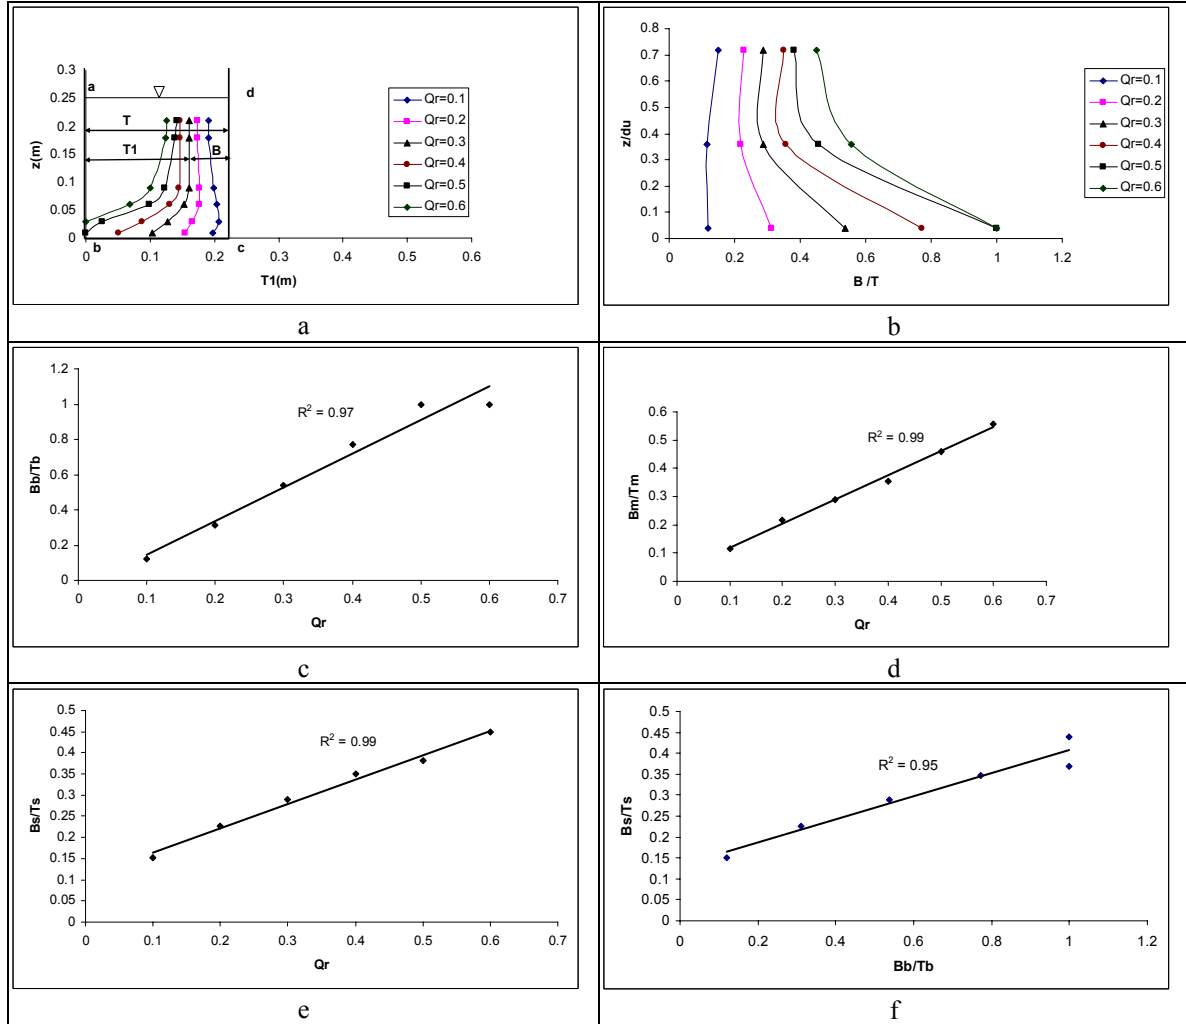 0.3
0.25
0.2
0.15
0.1
0.05
0
z(m)
a
d
T
T1
B
b
c
0 0.1 0.2 0.3 0.4 0.5 0.6
T1(m)
Qr=0.1
Qr=0.2
Qr=0.3
Qr=0.4
Qr=0.5
Qr=0.6
a
0.8
0.7
0.6
0.5
0.4
0.3
0.2
0.1
0
z/du
0 0.2 0.4 0.6 0.8 1 1.2
B /T
Qr=0.1
Qr=0.2
Qr=0.3
Qr=0.4
Qr=0.5
Qr=0.6
b
1.2
1
0.8
0.6
0.4
0.2
0
Bb/Tb
R² = 0.97
0 0.1 0.2 0.3 0.4 0.5 0.6 0.7
Qr
c
0.6
0.5
0.4
0.3
0.2
0.1
0
Bm/Tm
R² = 0.99
0 0.1 0.2 0.3 0.4 0.5 0.6 0.7
Qr
d
0.5
0.45
0.4
0.35
0.3
0.25
0.2
0.15
0.1
0.05
0
Bs/Ts
R² = 0.99
0 0.1 0.2 0.3 0.4 0.5 0.6 0.7
Qr
e
0.5
0.45
0.4
0.35
0.3
0.25
0.2
0.15
0.1
0.05
0
Bs/Ts
R² = 0.95
0 0.2 0.4 0.6 0.8 1 1.2
Bb/Tb
f